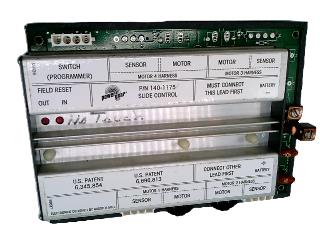 SWITCH
(PROGRAMMER)
SENSOR
MOTOR
MOTOR
SENSOR
MOTOR 4 HARNESS
MOTOR 3 HARNESS
FIELD RESET
OUT IN
P/N 140-1175
SLIDE CONTROL
MUST CONNECT
THIS LEAD FIRST
BATTERY
U.S. PATENT
6,345,854
U.S. PATENT
6,696,813
CONNECT OTHER
LEAD FIRST
BATTERY
MOTOR 1 HARNESS
MOTOR 2 HARNESS
SENSOR
MOTOR
MOTOR
SENSOR